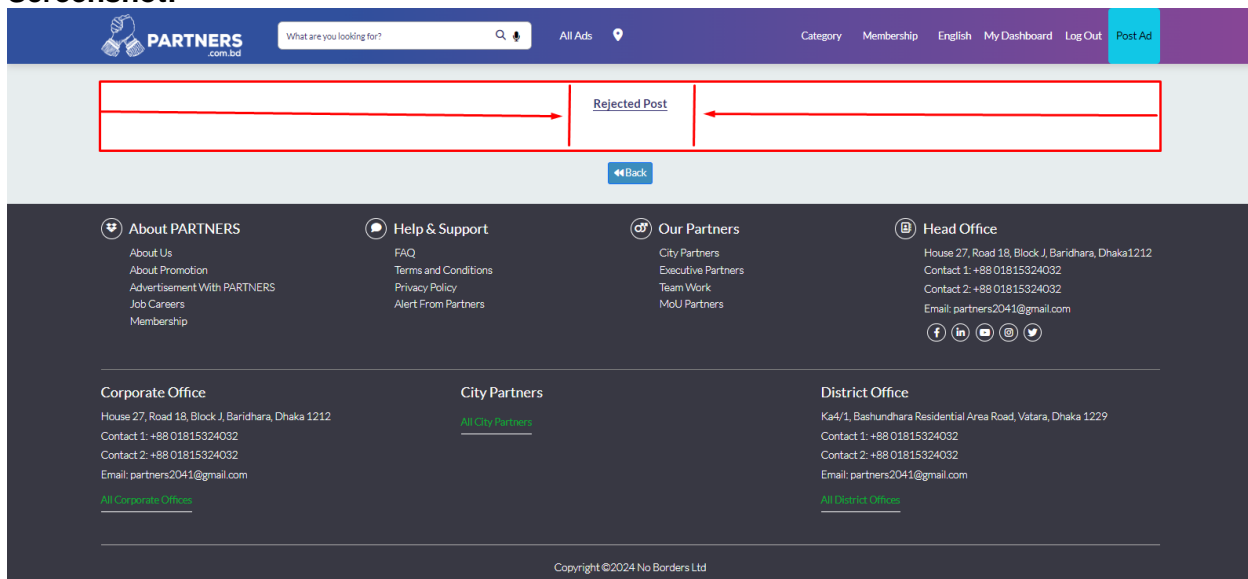 PARTNERS
.com.bd
What are you looking for?
All Ads
Category Membership English My Dashboard Log Out Post Ad
Rejected Post
Back
About PARTNERS
About Us
About Promotion
Advertisement With PARTNERS
Job Careers
Membership
Help & Support
FAQ
Terms and Conditions
Privacy Policy
Alert From Partners
Our Partners
City Partners
Executive Partners
Team Work
MoU Partners
Head Office
House 27, Road 18, Block J, Baridhara, Dhaka1212
Contact 1: +88 01815324032
Contact 2: +88 01815324032
Email: partners2041@gmail.com
Corporate Office
House 27, Road 18, Block J, Baridhara, Dhaka 1212
Contact 1: +88 01815324032
Contact 2: +88 01815324032
Email: partners2041@gmail.com
All Corporate Offices
City Partners
All City Partners
District Office
Ka4/1, Bashundhara Residential Area Road, Vatara, Dhaka 1229
Contact 1: +88 01815324032
Contact 2: +88 01815324032
Email: partners2041@gmail.com
All District Offices
Copyright ©2024 No Borders Ltd